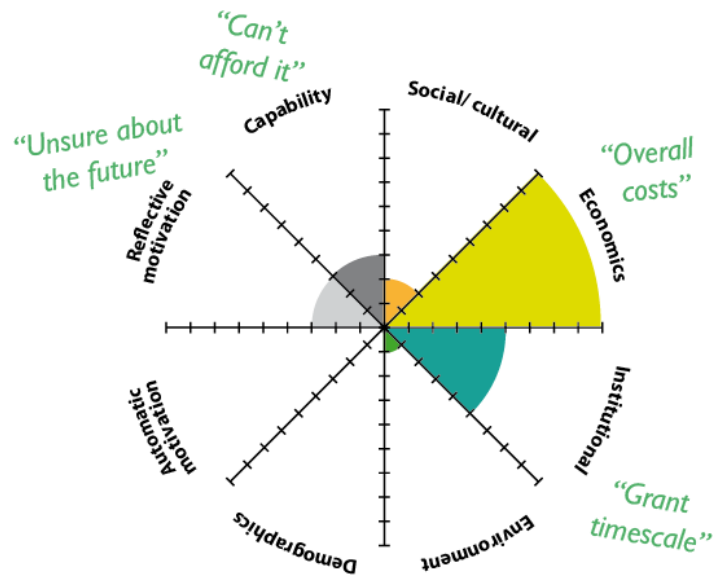 “Can’t
afford it”
Capability
Social/ cultural
“Unsure about
the future”
“Overall
costs”
Reflective
motivation
Economics
Automatic
motivation
Institutional
Demographics
Environment
“Grant
timescale”